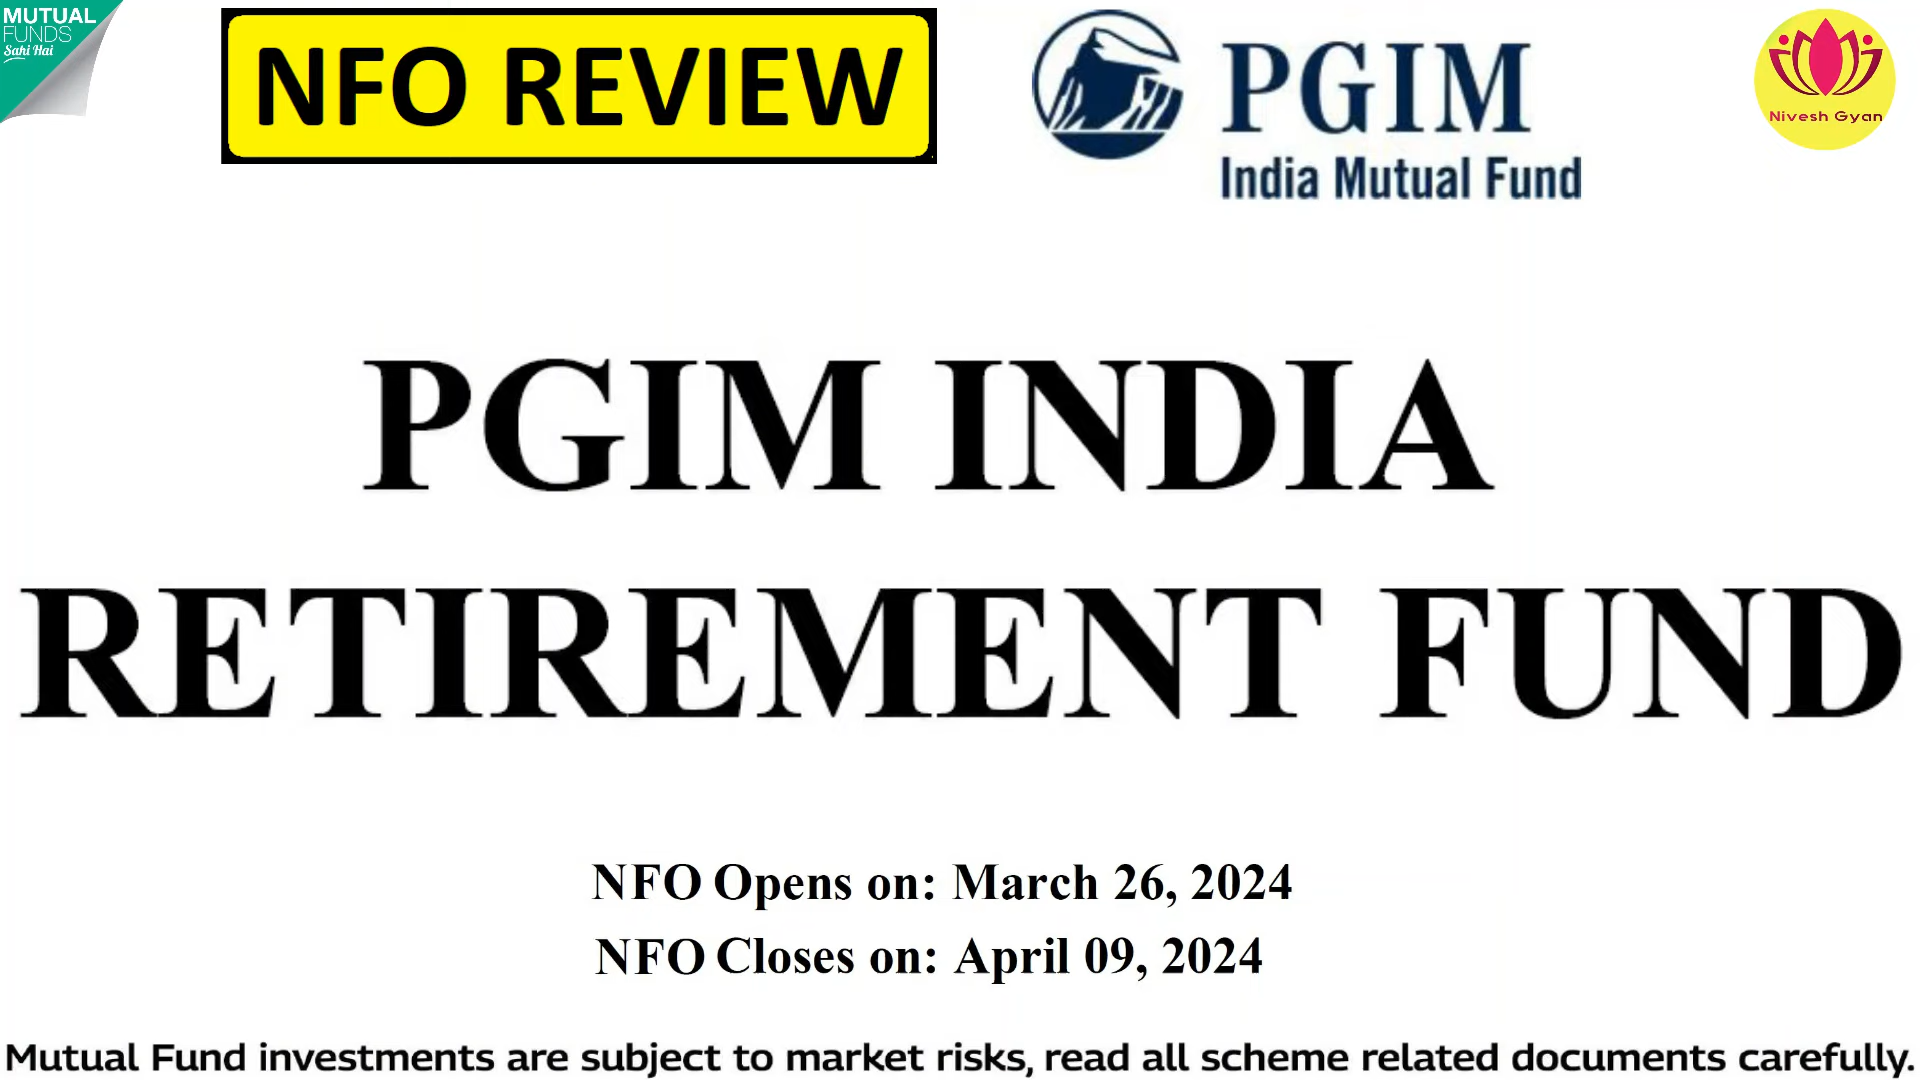 MUTUAL
FUNDS
Sahi Hai
NFO REVIEW
PGIM
India Mutual Fund
Nivesh Gyan
PGIM INDIA
RETIREMENT FUND
NFO Opens on: March 26, 2024
NFO Closes on: April 09, 2024
Mutual Fund investments are subject to market risks, read all scheme related documents carefully.